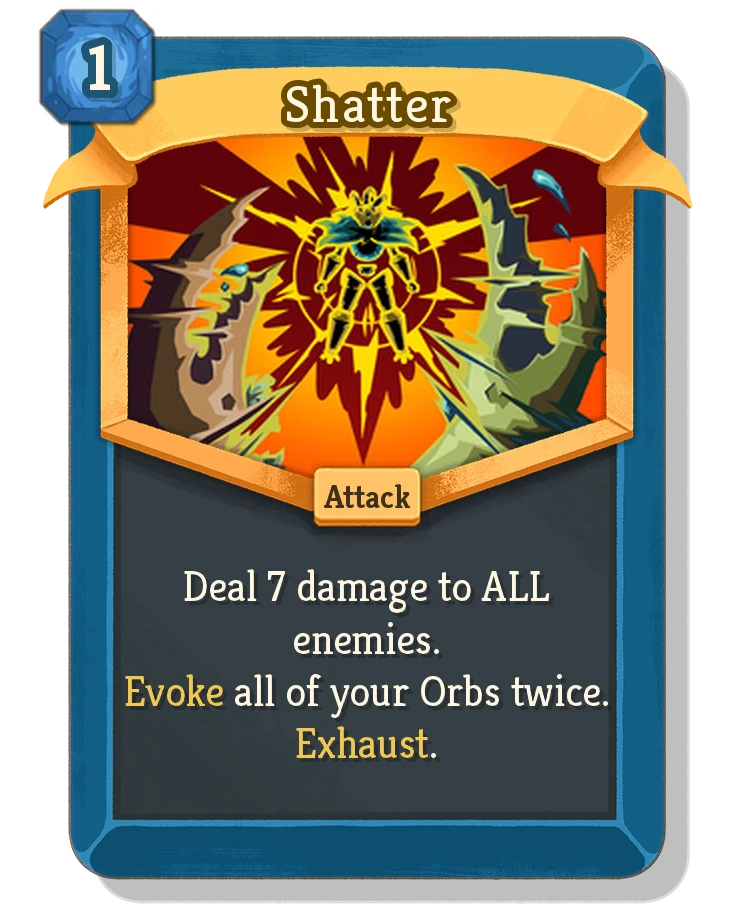 1
Shatter
Attack
Deal 7 damage to ALL
enemies.
Evoke all of your Orbs twice.
Exhaust.